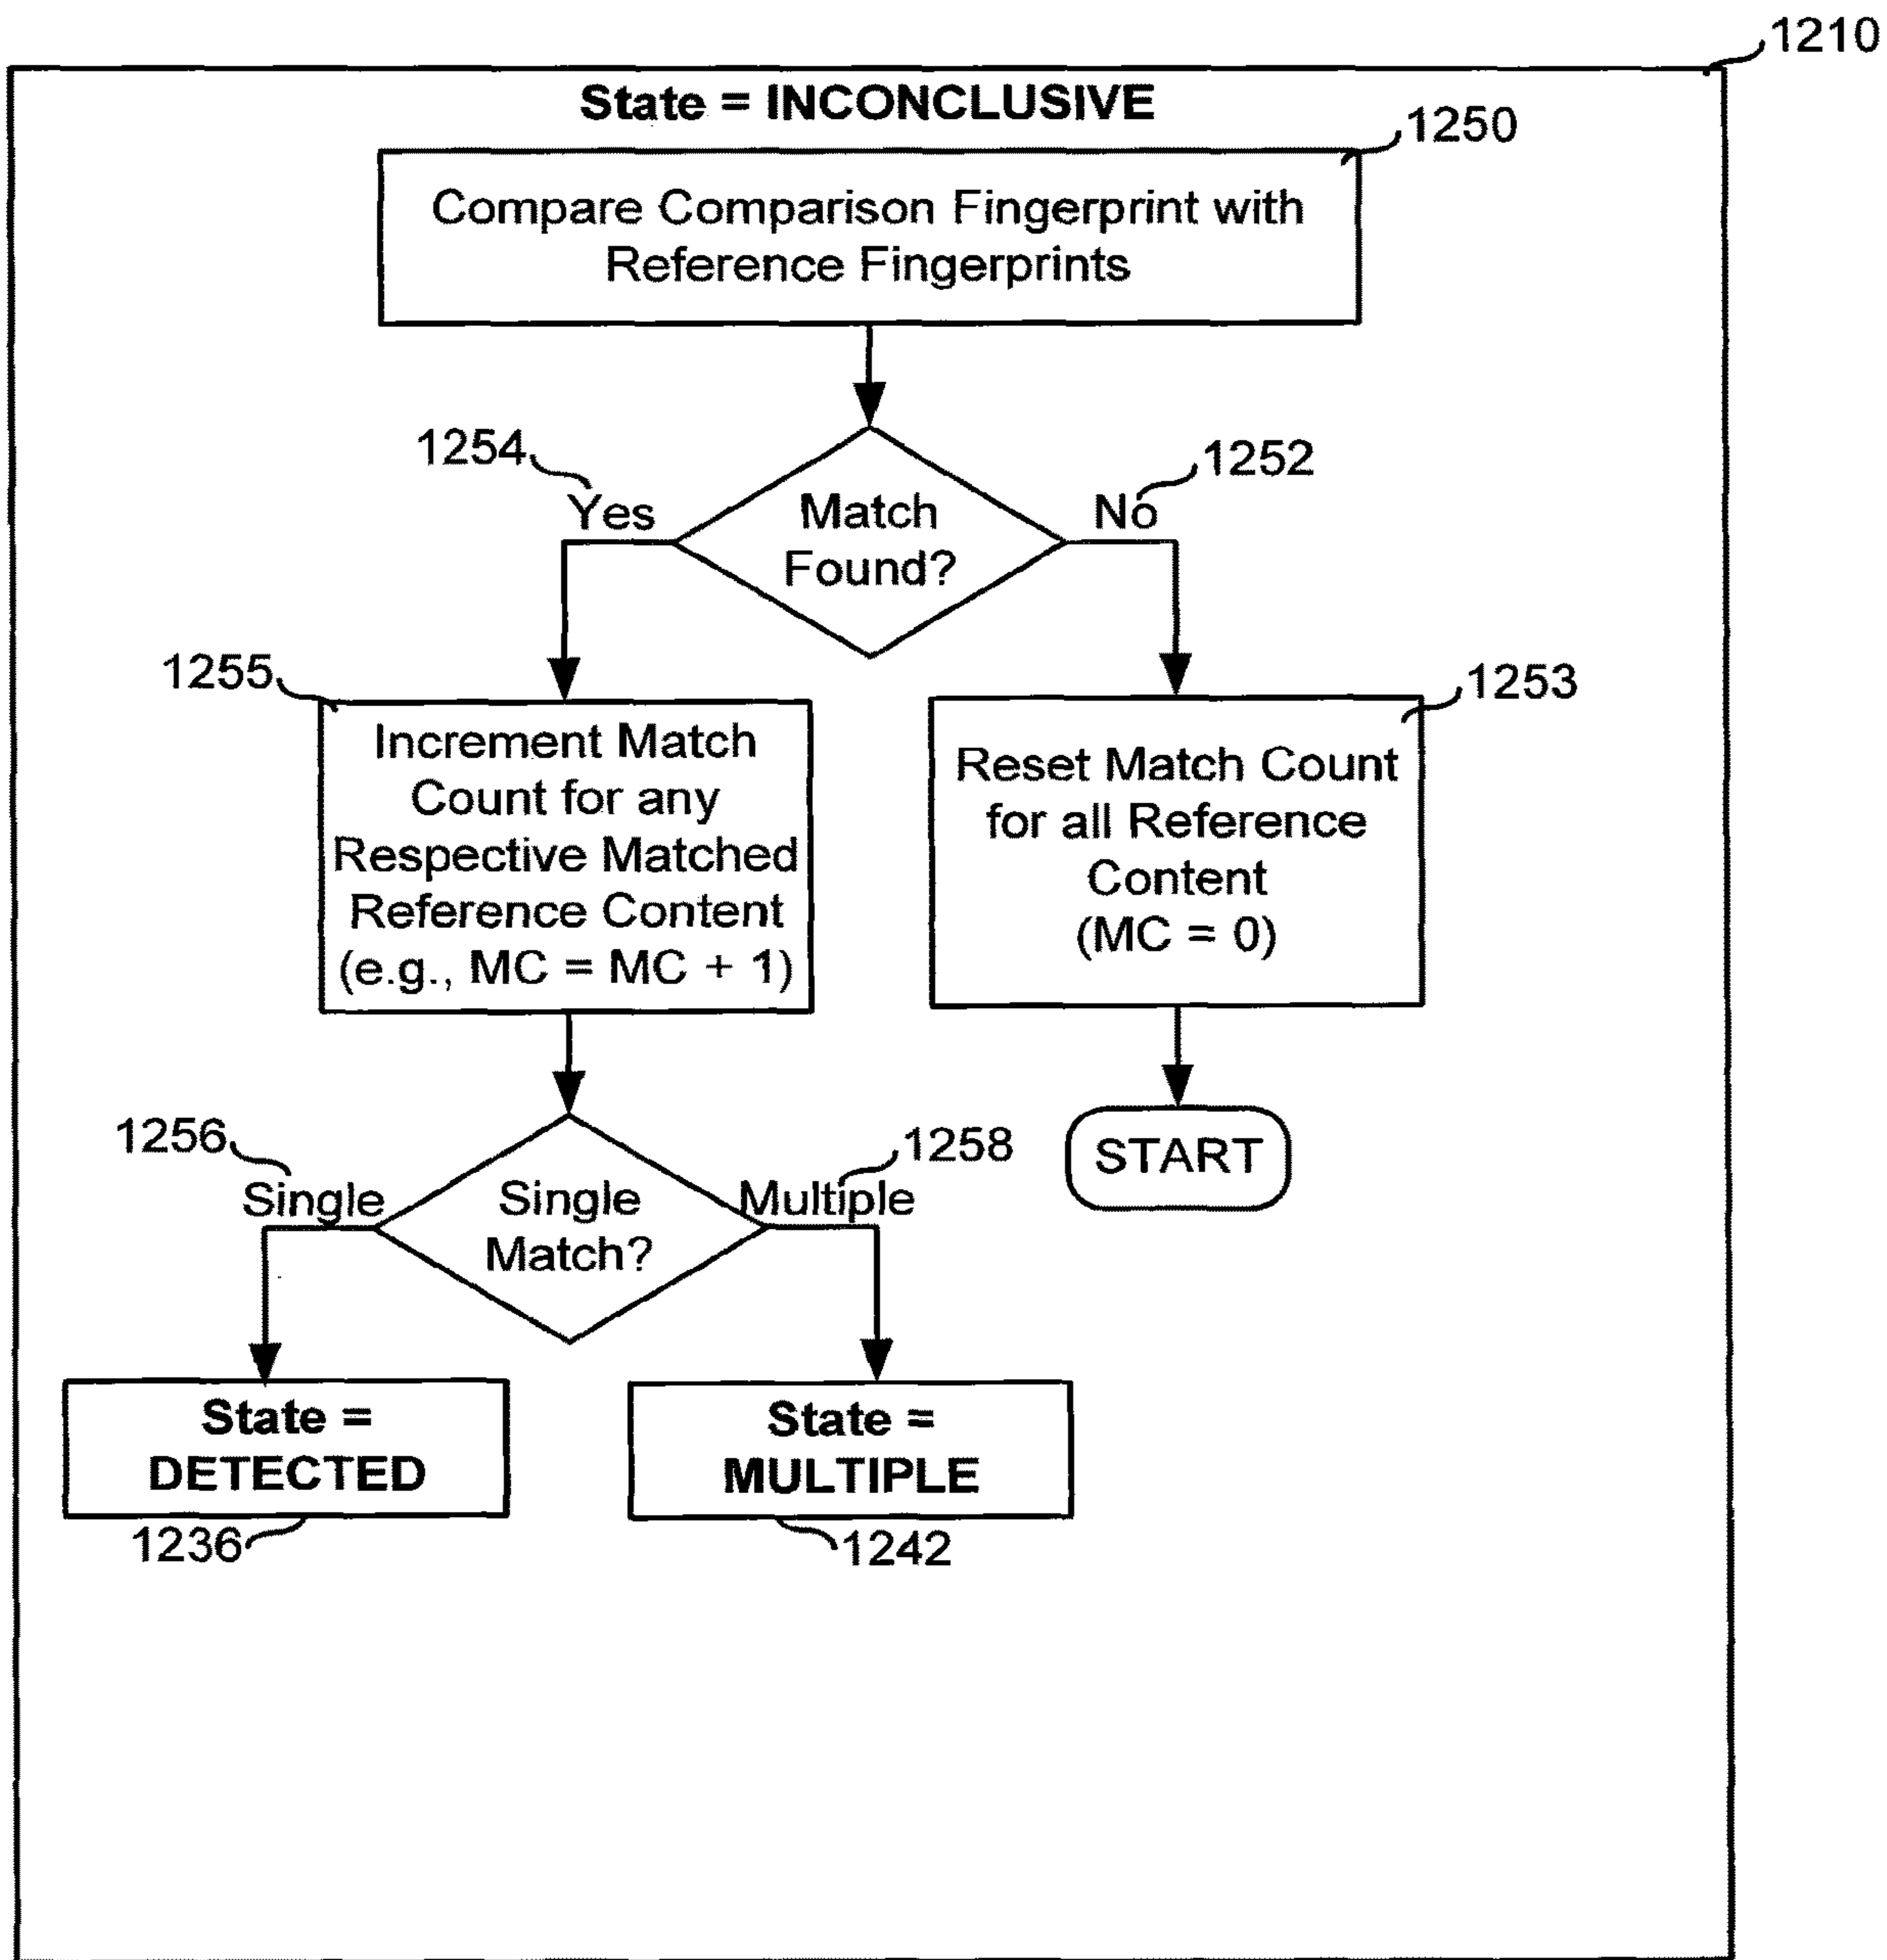 1210
State = INCONCLUSIVE
1250
Compare Comparison Fingerprint with
Reference Fingerprints
1254
1252
Yes
Match
Found?
No
1255
Increment Match
Count for any
Respective Matched
Reference Content
(e.g., MC = MC + 1)
1253
Reset Match Count
for all Reference
Content
(MC = 0)
START
1256
1258
Single
Single
Match?
Multiple
State =
DETECTED
1236
State =
MULTIPLE
1242